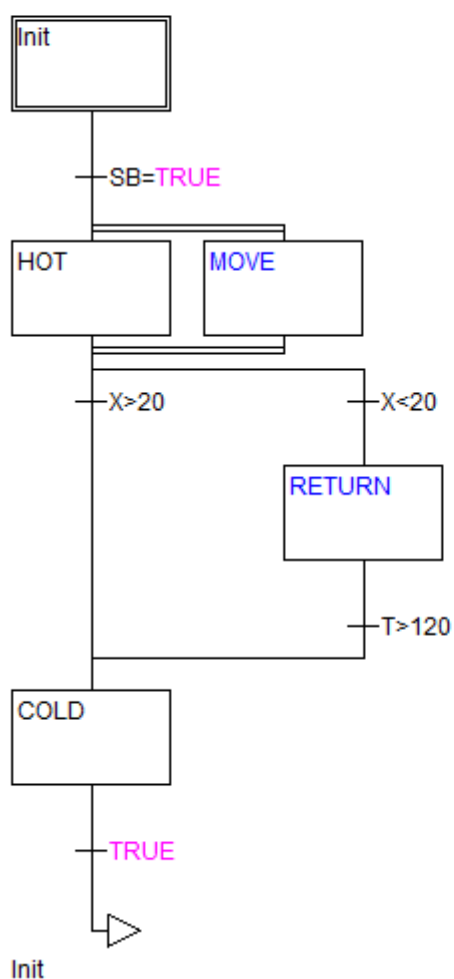 Init
SB=TRUE
HOT
MOVE
X>20
X<20
RETURN
T>120
COLD
TRUE
Init